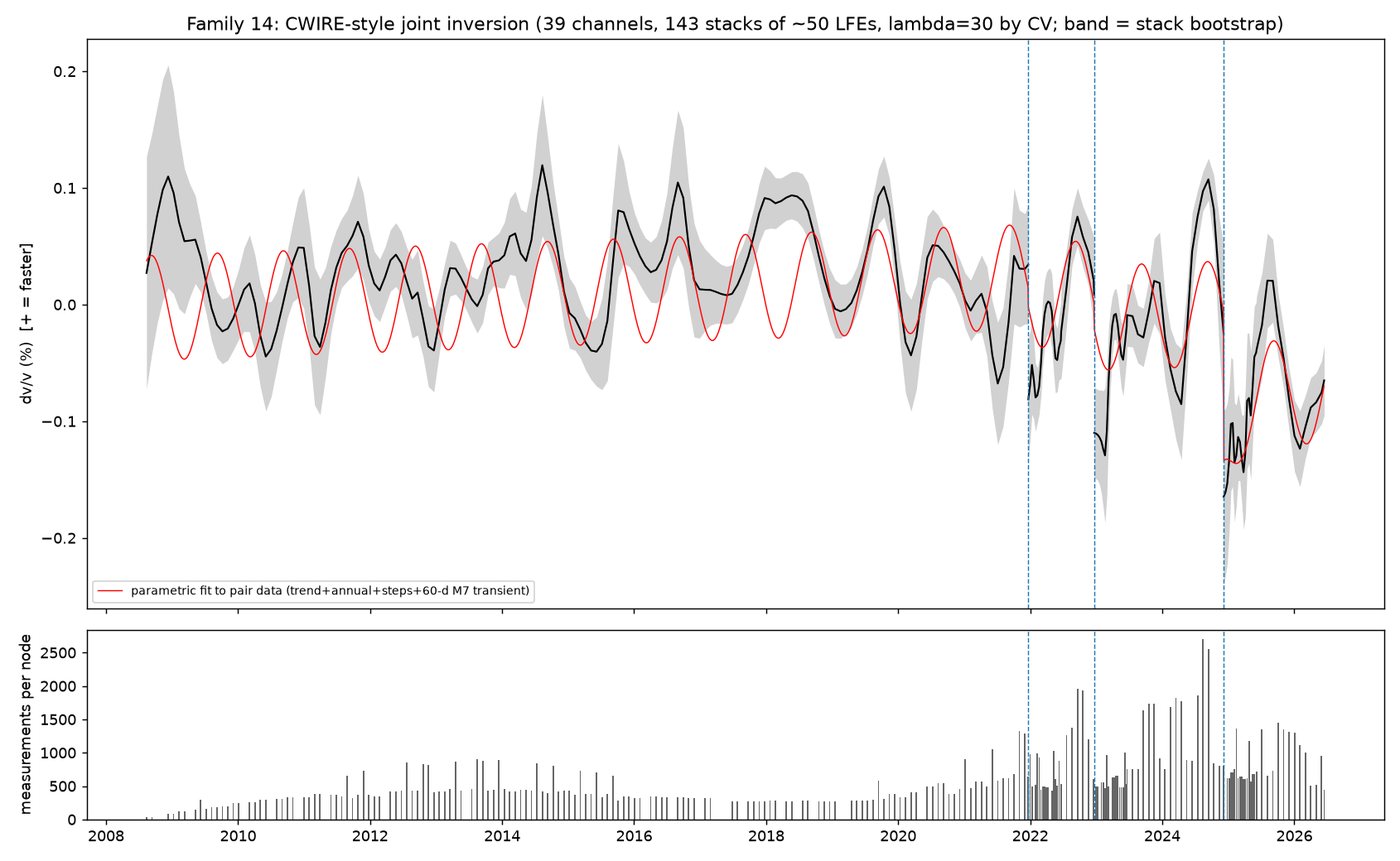 Family 14: CWIRE-style joint inversion (39 channels, 143 stacks of ~50 LFEs, lambda=30 by CV; band = stack bootstrap)
dv/v (%) [+ = faster]
0.2
0.1
0.0
−0.1
−0.2
parametric fit to pair data (trend+annual+steps+60-d M7 transient)
measurements per node
2500
2000
1500
1000
500
0
2008 2010 2012 2014 2016 2018 2020 2022 2024 2026